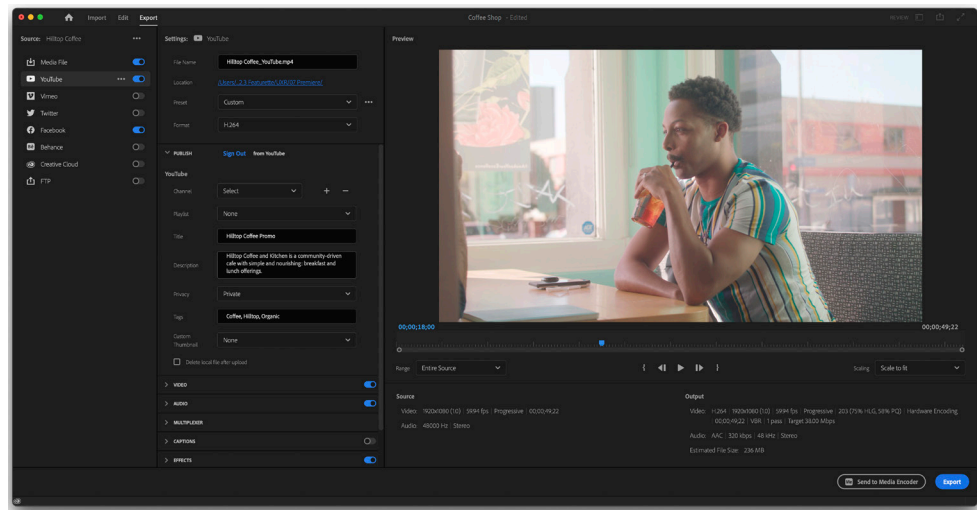 Import Edit Export
Coffee Shop - Edited
Source: Hilltop Coffee
Media File
YouTube
Vimeo
Twitter
Facebook
Behance
Creative Cloud
FTP
Settings: YouTube
File Name Hilltop Coffee_YouTube.mp4
Location
Preset Custom
Format H.264
PUBLISH Sign Out from YouTube
YouTube
Channel Select
Playlist None
Title Hilltop Coffee Promo
Description Hilltop Coffee and Kitchen is a community-driven
cafe with simple and nourishing: breakfast and
lunch offerings.
Privacy Private
Tags Coffee, Hilltop, Organic
Custom
Thumbnail None
Delete local file after upload
VIDEO
AUDIO
MULTIPLEXER
CAPTIONS
EFFECTS
Preview
00;00;18;00 00;00;49;22
Range Entire Source
Scaling Scale to fit
Source
Video: 1920x1080 (1.0) | 59.94 fps | Progressive | 00;00;49;22
Audio: 48000 Hz | Stereo
Output
Video: H.264 | 1920x1080 (1.0) | 59.94 fps | Progressive | 203 (75% HLG, 58% PQ) | Hardware Encoding
00;00;49;22 | VBR | 1 pass | Target 38.00 Mbps
Audio: AAC | 320 kbps | 48 kHz | Stereo
Estimated File Size: 236 MB
Send to Media Encoder
Export